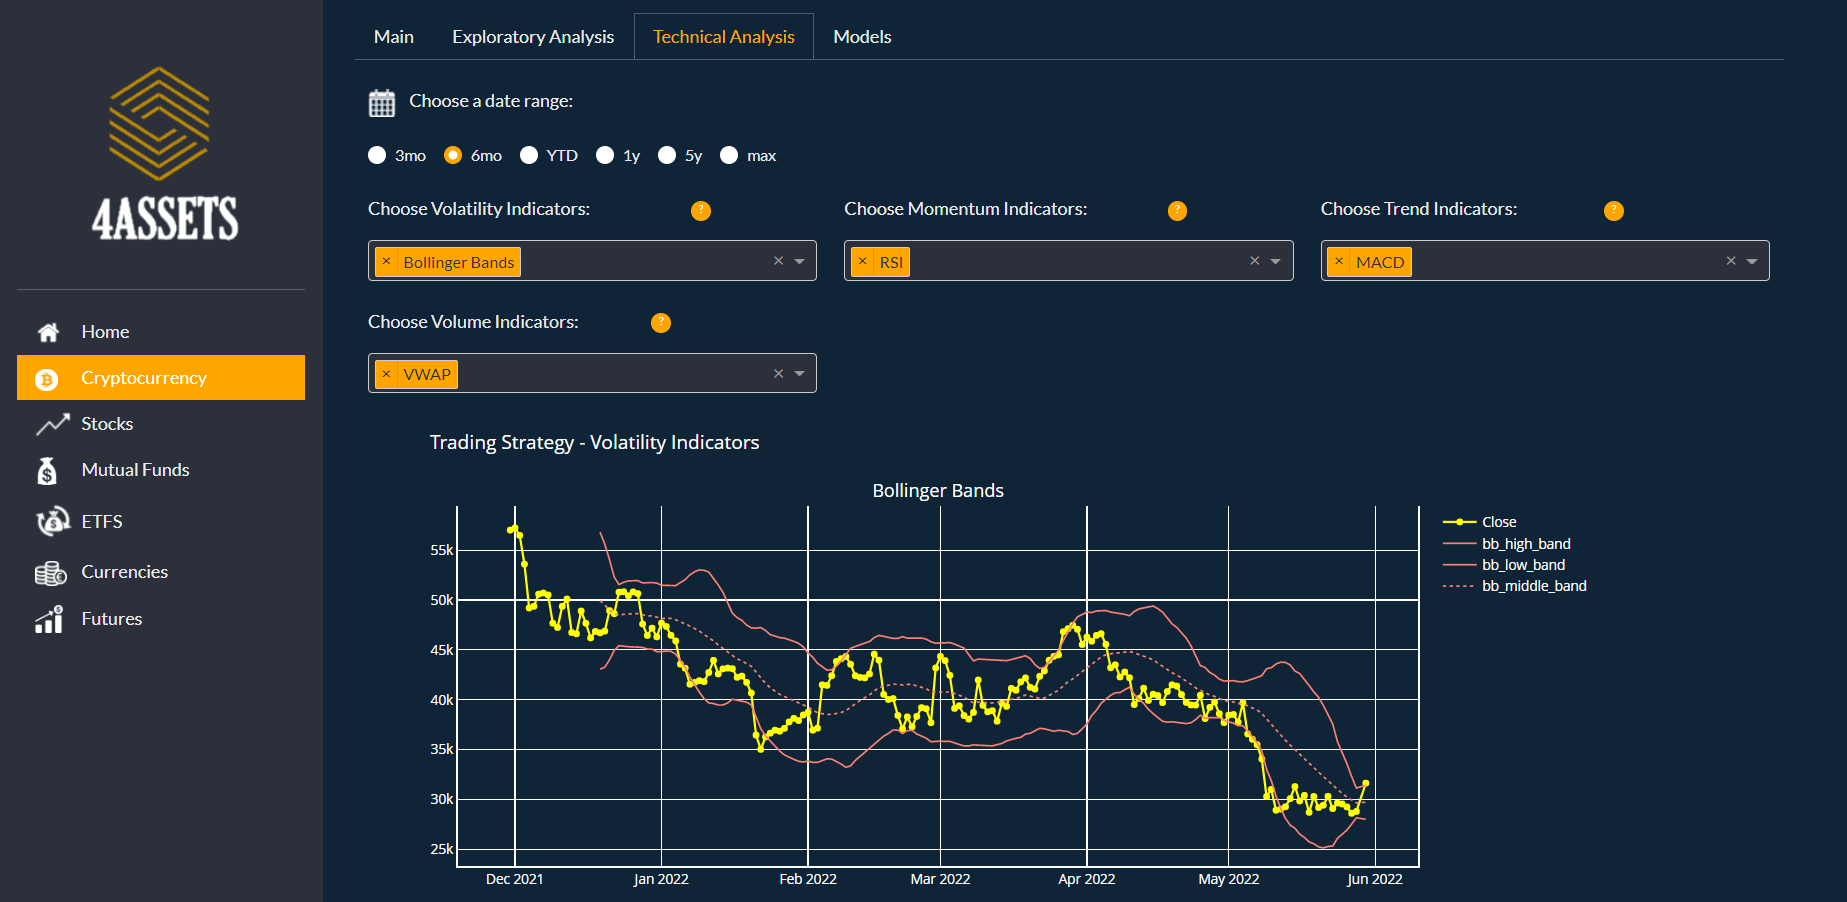 4ASSETS
Home
Cryptocurrency
Stocks
Mutual Funds
ETFS
Currencies
Futures
Main Exploratory Analysis Technical Analysis Models
Choose a date range:
3mo 6mo YTD 1y 5y max
Choose Volatility Indicators: ? Choose Momentum Indicators: ? Choose Trend Indicators: ?
× Bollinger Bands × × RSI × × MACD ×
Choose Volume Indicators: ?
× VWAP ×
Trading Strategy - Volatility Indicators
Bollinger Bands
55k
50k
45k
40k
35k
30k
25k
Dec 2021 Jan 2022 Feb 2022 Mar 2022 Apr 2022 May 2022 Jun 2022
Close
bb_high_band
bb_low_band
bb_middle_band